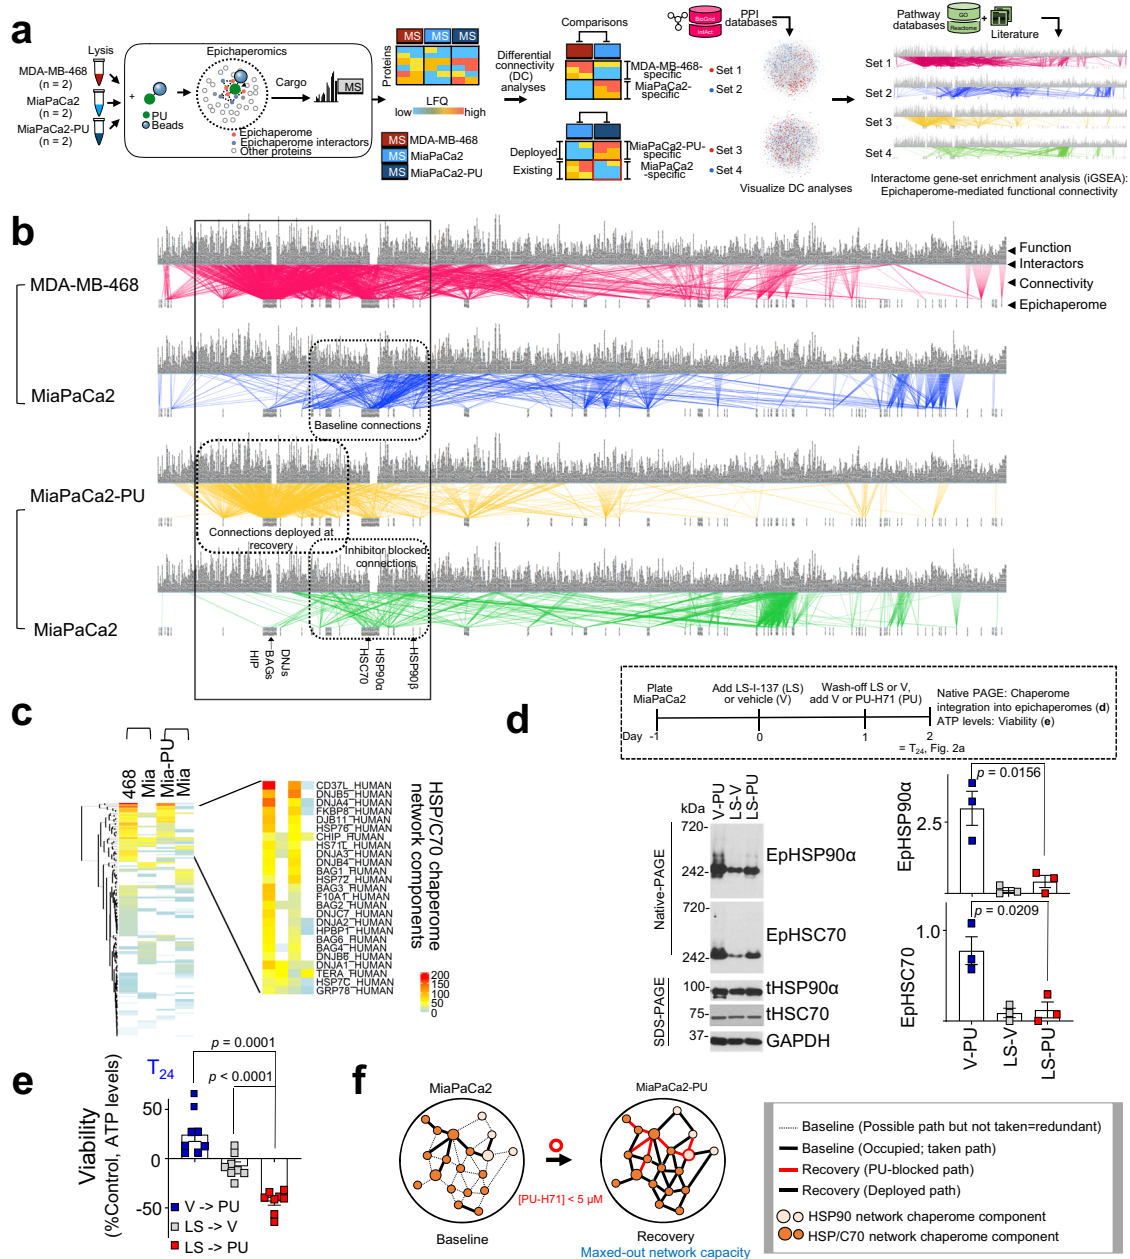 a
Lysis
MDA-MB-468
(n = 2)
MiaPaCa2
(n = 2)
MiaPaCa2-PU
(n = 2)
+
PU
Beads
Epichaperomics
Epichaperome
Epichaperome interactors
Other proteins
Cargo
MS
Proteins
MS MS MS
LFQ
low high
MS MDA-MB-468
MS MiaPaCa2
MS MiaPaCa2-PU
Differential
connectivity
(DC)
analyses
Comparisons
MDA-MB-468-
specific
MiaPaCa2-
specific
MS MS
Deployed
Existing
MiaPaCa2-PU-
specific
MiaPaCa2
-specific
BioGrid
IntAct
PPI
databases
Set 1
Set 2
Set 3
Set 4
Visualize DC analyses
Pathway
databases
GO
Reactome
+
Literature
Set 1
Set 2
Set 3
Set 4
Interactome gene-set enrichment analysis (iGSEA):
Epichaperome-mediated functional connectivity
b
MDA-MB-468
MiaPaCa2
MiaPaCa2-PU
MiaPaCa2
Function
Interactors
Connectivity
Epichaperome
Baseline connections
Connections deployed at
recovery
Inhibitor blocked
connections
HIP
BAGs
DNJs
HSC70
HSP90α
HSP90β
c
468
Mia
Mia-PU
Mia
CD37L_HUMAN
DNJB5_HUMAN
DNJA4_HUMAN
FKBP8_HUMAN
DJB11_HUMAN
HSP76_HUMAN
CHIP_HUMAN
HS71L_HUMAN
DNJA3_HUMAN
DNJB4_HUMAN
BAG1_HUMAN
HSP72_HUMAN
BAG3_HUMAN
F10A1_HUMAN
BAG2_HUMAN
DNJC7_HUMAN
DNJA2_HUMAN
HPBP1_HUMAN
BAG6_HUMAN
BAG4_HUMAN
DNJB6_HUMAN
DNJA1_HUMAN
TERA_HUMAN
HSP7C_HUMAN
GRP78_HUMAN
HSP/C70 chaperome
network components
200
150
100
50
0
d
Plate
MiaPaCa2
Add LS-I-137 (LS)
or vehicle (V)
Wash-off LS or V,
add V or PU-H71 (PU)
Day -1 0 1 2
= T24, Fig. 2a
Native PAGE: Chaperome
integration into epichaperomes (d)
ATP levels: Viability (e)
V-PU
LS-V
LS-PU
kDa
720-
242-
EpHSP90α
720-
242-
EpHSC70
Native-PAGE
100-
tHSP90α
75-
tHSC70
37-
GAPDH
SDS-PAGE
EpHSP90α
2.5
p = 0.0156
EpHSC70
1.0
p = 0.0209
V-PU
LS-V
LS-PU
e
T24
p = 0.0001
p < 0.0001
Viability
(%Control, ATP levels)
50
0
-50
V -> PU
LS -> V
LS -> PU
f
MiaPaCa2
Baseline
[PU-H71] < 5 µM
MiaPaCa2-PU
Recovery
Maxed-out network capacity
Baseline (Possible path but not taken=redundant)
Baseline (Occupied; taken path)
Recovery (PU-blocked path)
Recovery (Deployed path)
HSP90 network chaperome component
HSP/C70 network chaperome component